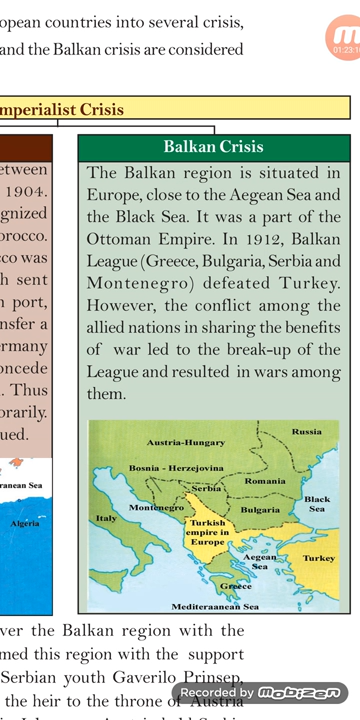 opean countries into several crisis,
and the Balkan crisis are considered
01:23:1
mperialist Crisis
etween
1904.
gnized
orocco.
cco was
h sent
n port,
nsfer a
ermany
oncede
. Thus
orarily.
ued.
ranean Sea
Algeria
Balkan Crisis
The Balkan region is situated in
Europe, close to the Aegean Sea and
the Black Sea. It was a part of the
Ottoman Empire. In 1912, Balkan
League (Greece, Bulgaria, Serbia and
Montenegro) defeated Turkey.
However, the conflict among the
allied nations in sharing the benefits
of war led to the break-up of the
League and resulted in wars among
them.
Russia
Austria-Hungary
Bosnia - Herzejovina
Romania
Serbia
Black
Sea
Montenegro
Bulgaria
Italy
Turkish
empire in
Europe
Aegean
Sea
Turkey
Greece
Mediteraanean Sea
ver the Balkan region with the
med this region with the support
Serbian youth Gaverilo Prinsep,
the heir to the throne of Austria
Recorded by mobizen